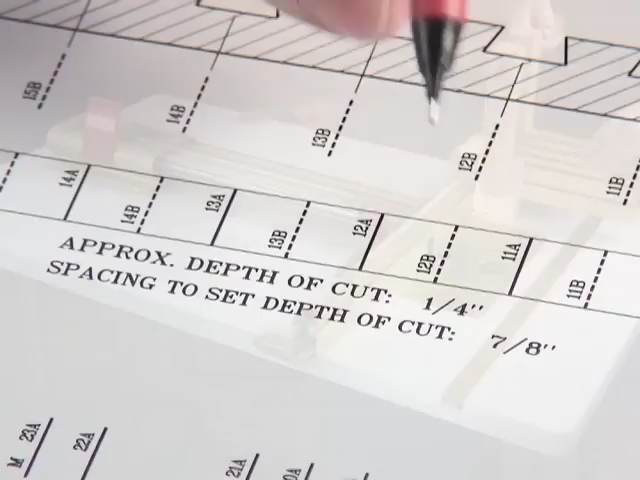 15B
14B
13B
12B
11B
14A
14B
13A
13B
12A
12B
11A
11B
APPROX. DEPTH OF CUT: 1/4"
SPACING TO SET DEPTH OF CUT: 7/8"
M 23A
22A
21A